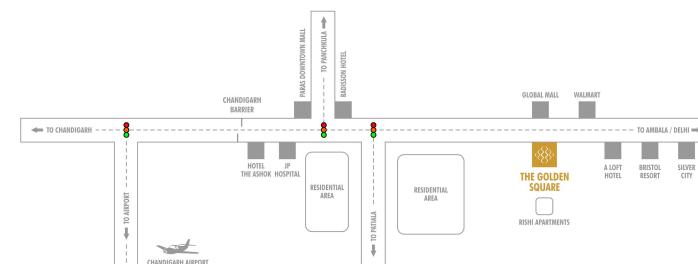 PARAS DOWNTOWN MALL
TO PANCHKULA
RADISSON HOTEL
CHANDIGARH
BARRIER
GLOBAL MALL
WALMART
TO CHANDIGARH
TO AMBALA / DELHI
HOTEL
THE ASHOK
JP
HOSPITAL
THE GOLDEN
SQUARE
A LOFT
HOTEL
BRISTOL
RESORT
SILVER
CITY
RESIDENTIAL
AREA
RESIDENTIAL
AREA
TO AIRPORT
TO PATIALA
RISHI APARTMENTS
CHANDIGARH AIRPORT